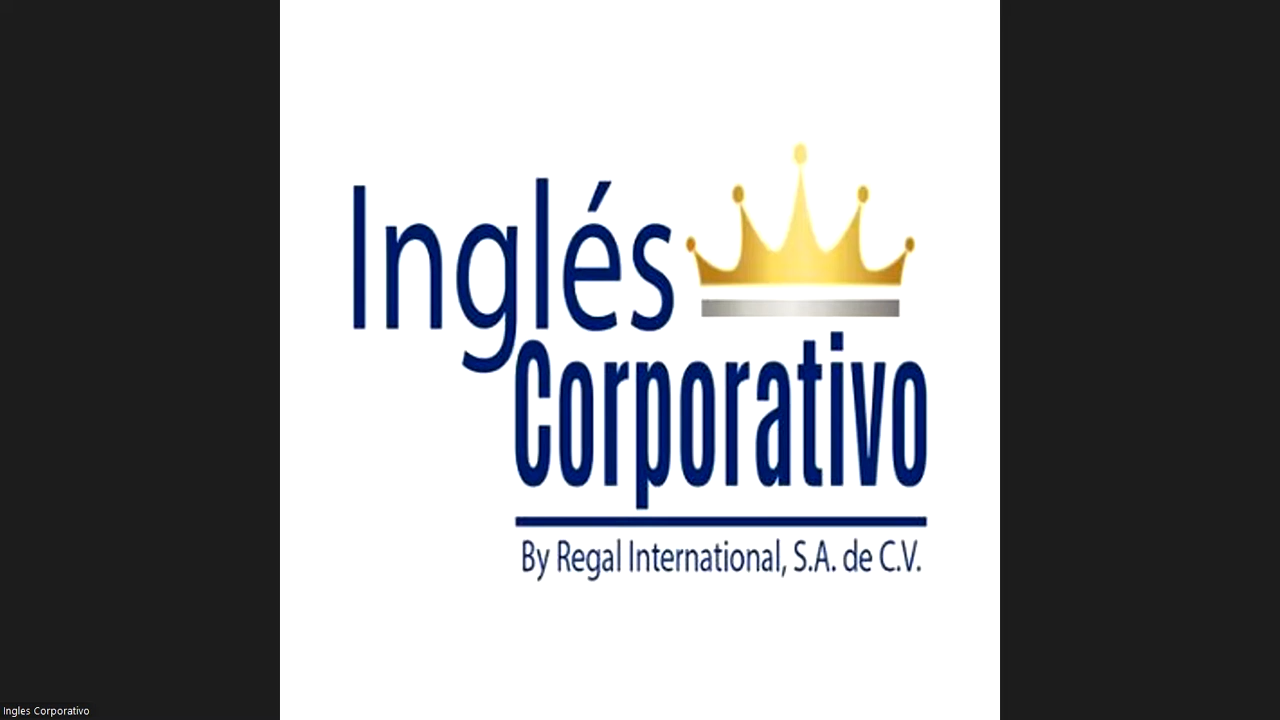 Inglés
Corporativo
By Regal International, S.A. de C.V.
Ingles Corporativo